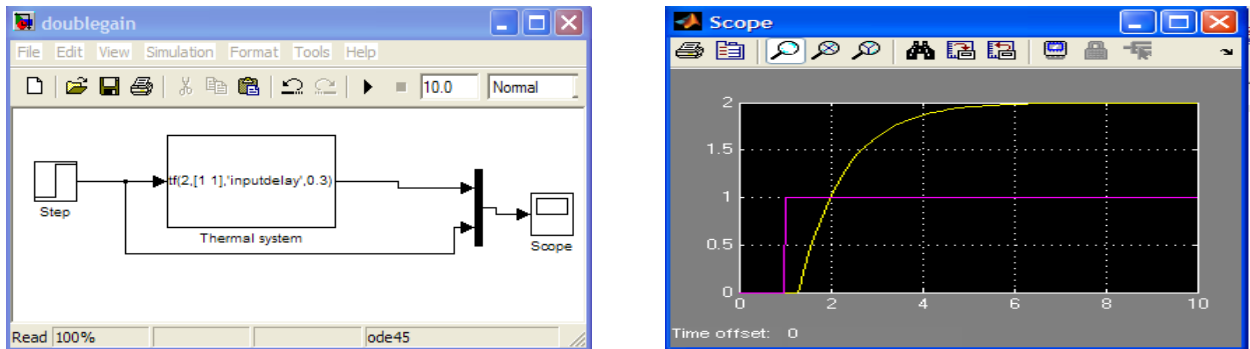 doublegain
File Edit View Simulation Format Tools Help
10.0 Normal
Step
tf(2,[1 1],'inputdelay',0.3)
Thermal system
Scope
Read 100% ode45
Scope
2
1.5
1
0.5
0
0 2 4 6 8 10
Time offset: 0